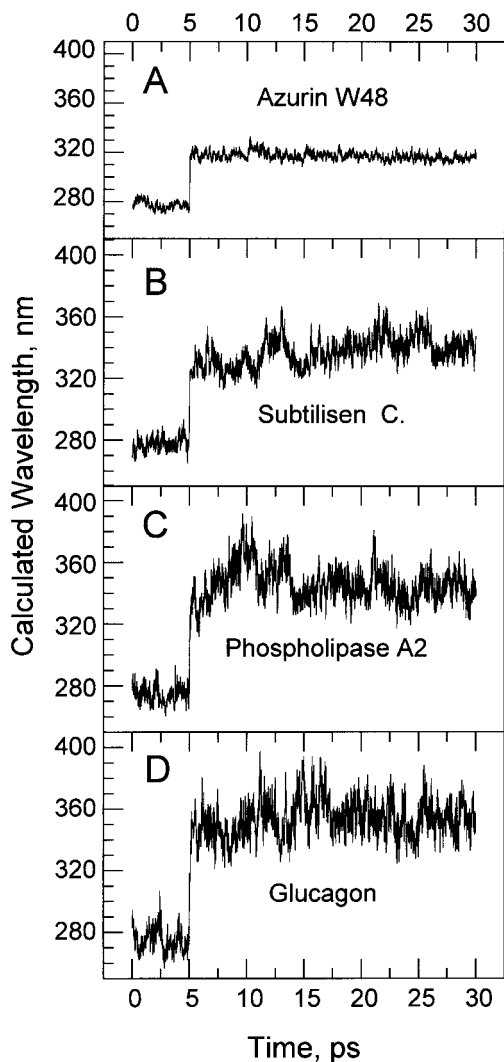 0 5 10 15 20 25 30
400
A
Azurin W48
360
320
280
400
B
360
320
Subtilisen C.
280
400
C
360
320
Phospholipase A2
280
400
D
360
320
Glucagon
280
Calculated Wavelength, nm
0 5 10 15 20 25 30
Time, ps